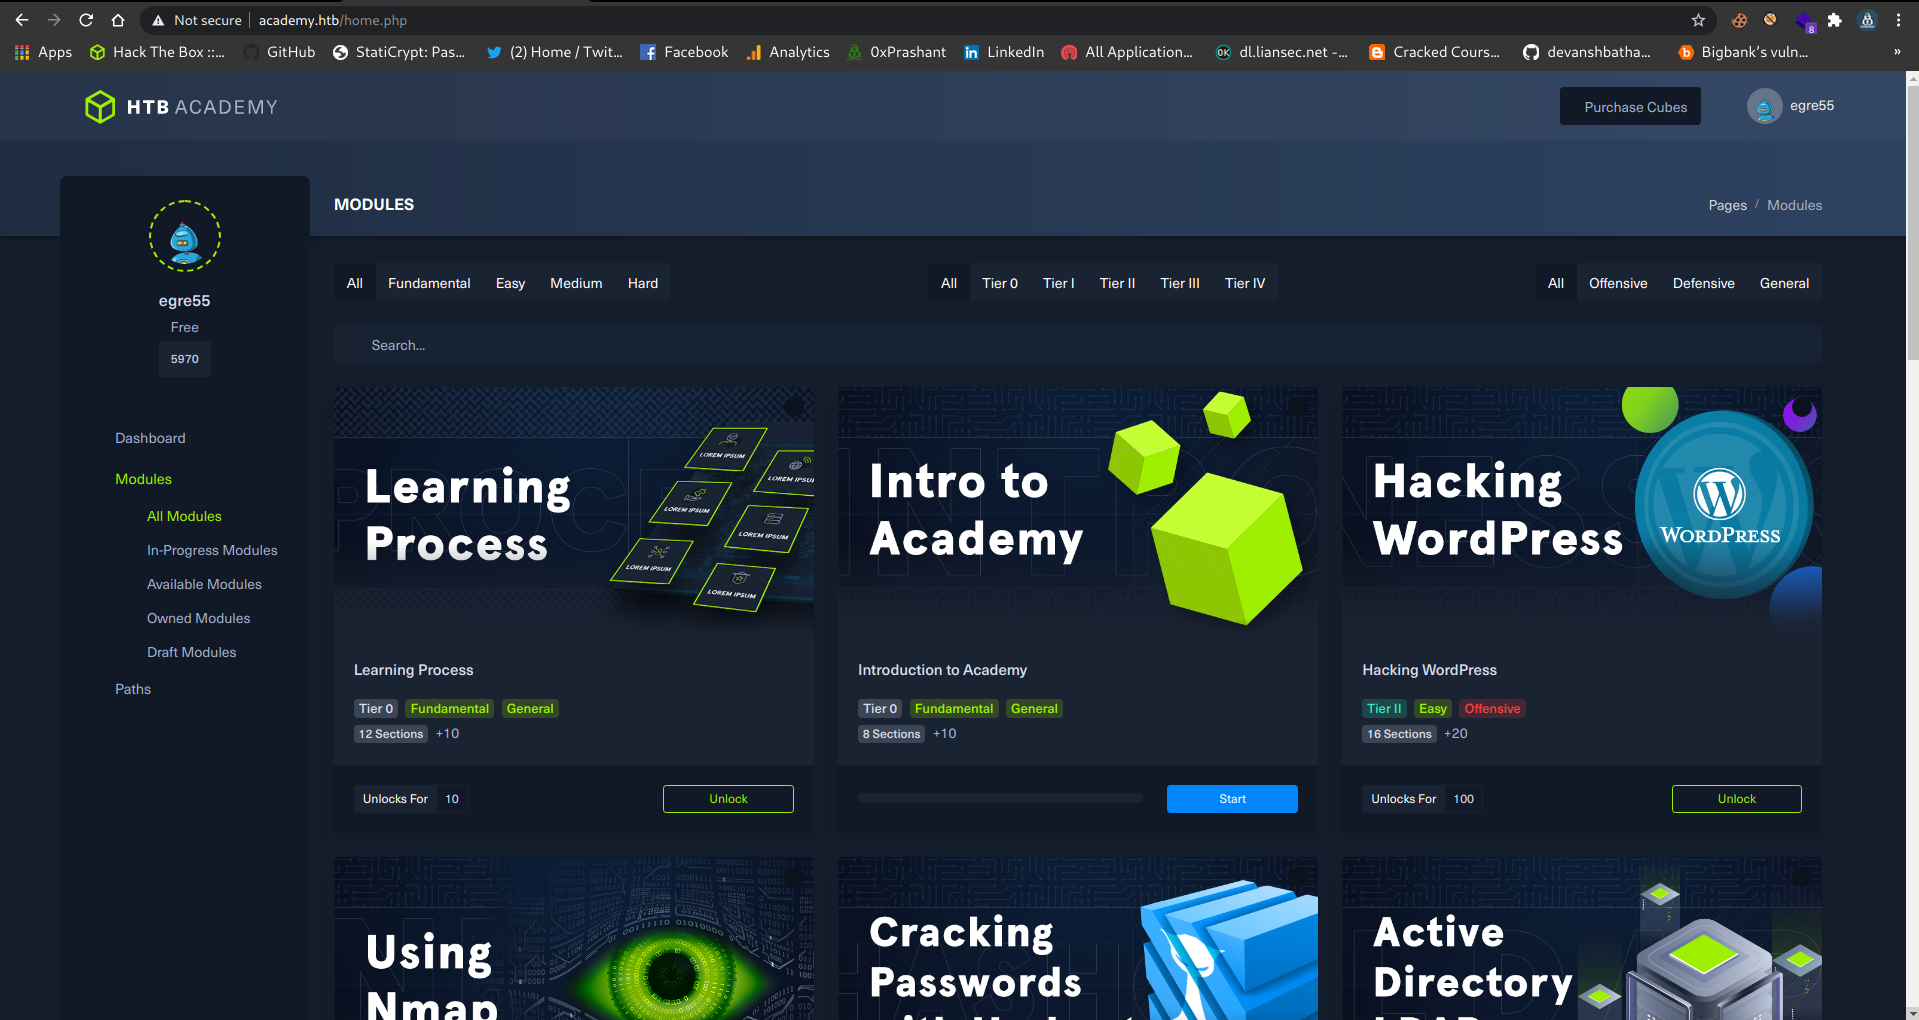 Not secure academy.htb/home.php
8
Apps Hack The Box ::... GitHub StatiCrypt: Pas... (2) Home / Twit... Facebook Analytics 0xPrashant LinkedIn All Application... OK dl.liansec.net -... Cracked Cours... devanshbatha... Bigbank's vuln... »
HTB ACADEMY
Purchase Cubes
egre55
MODULES
Pages / Modules
egre55
Free
5970
Dashboard
Modules
All Modules
In-Progress Modules
Available Modules
Owned Modules
Draft Modules
Paths
All Fundamental Easy Medium Hard
All Tier 0 Tier I Tier II Tier III Tier IV
All Offensive Defensive General
Search...
Learning
Process
LOREM IPSUM
LOREM IPSUM
LOREM IPSUM
LOREM IPSUM
LOREM IPSUM
LOREM IPSUM
Learning Process
Tier 0 Fundamental General
12 Sections +10
Unlocks For 10
Unlock
Intro to
Academy
Introduction to Academy
Tier 0 Fundamental General
8 Sections +10
Start
Hacking
WordPress
WORDPRESS
Hacking WordPress
Tier II Easy Offensive
16 Sections +20
Unlocks For 100
Unlock
Using
Nmap
Cracking
Passwords
Active
Directory